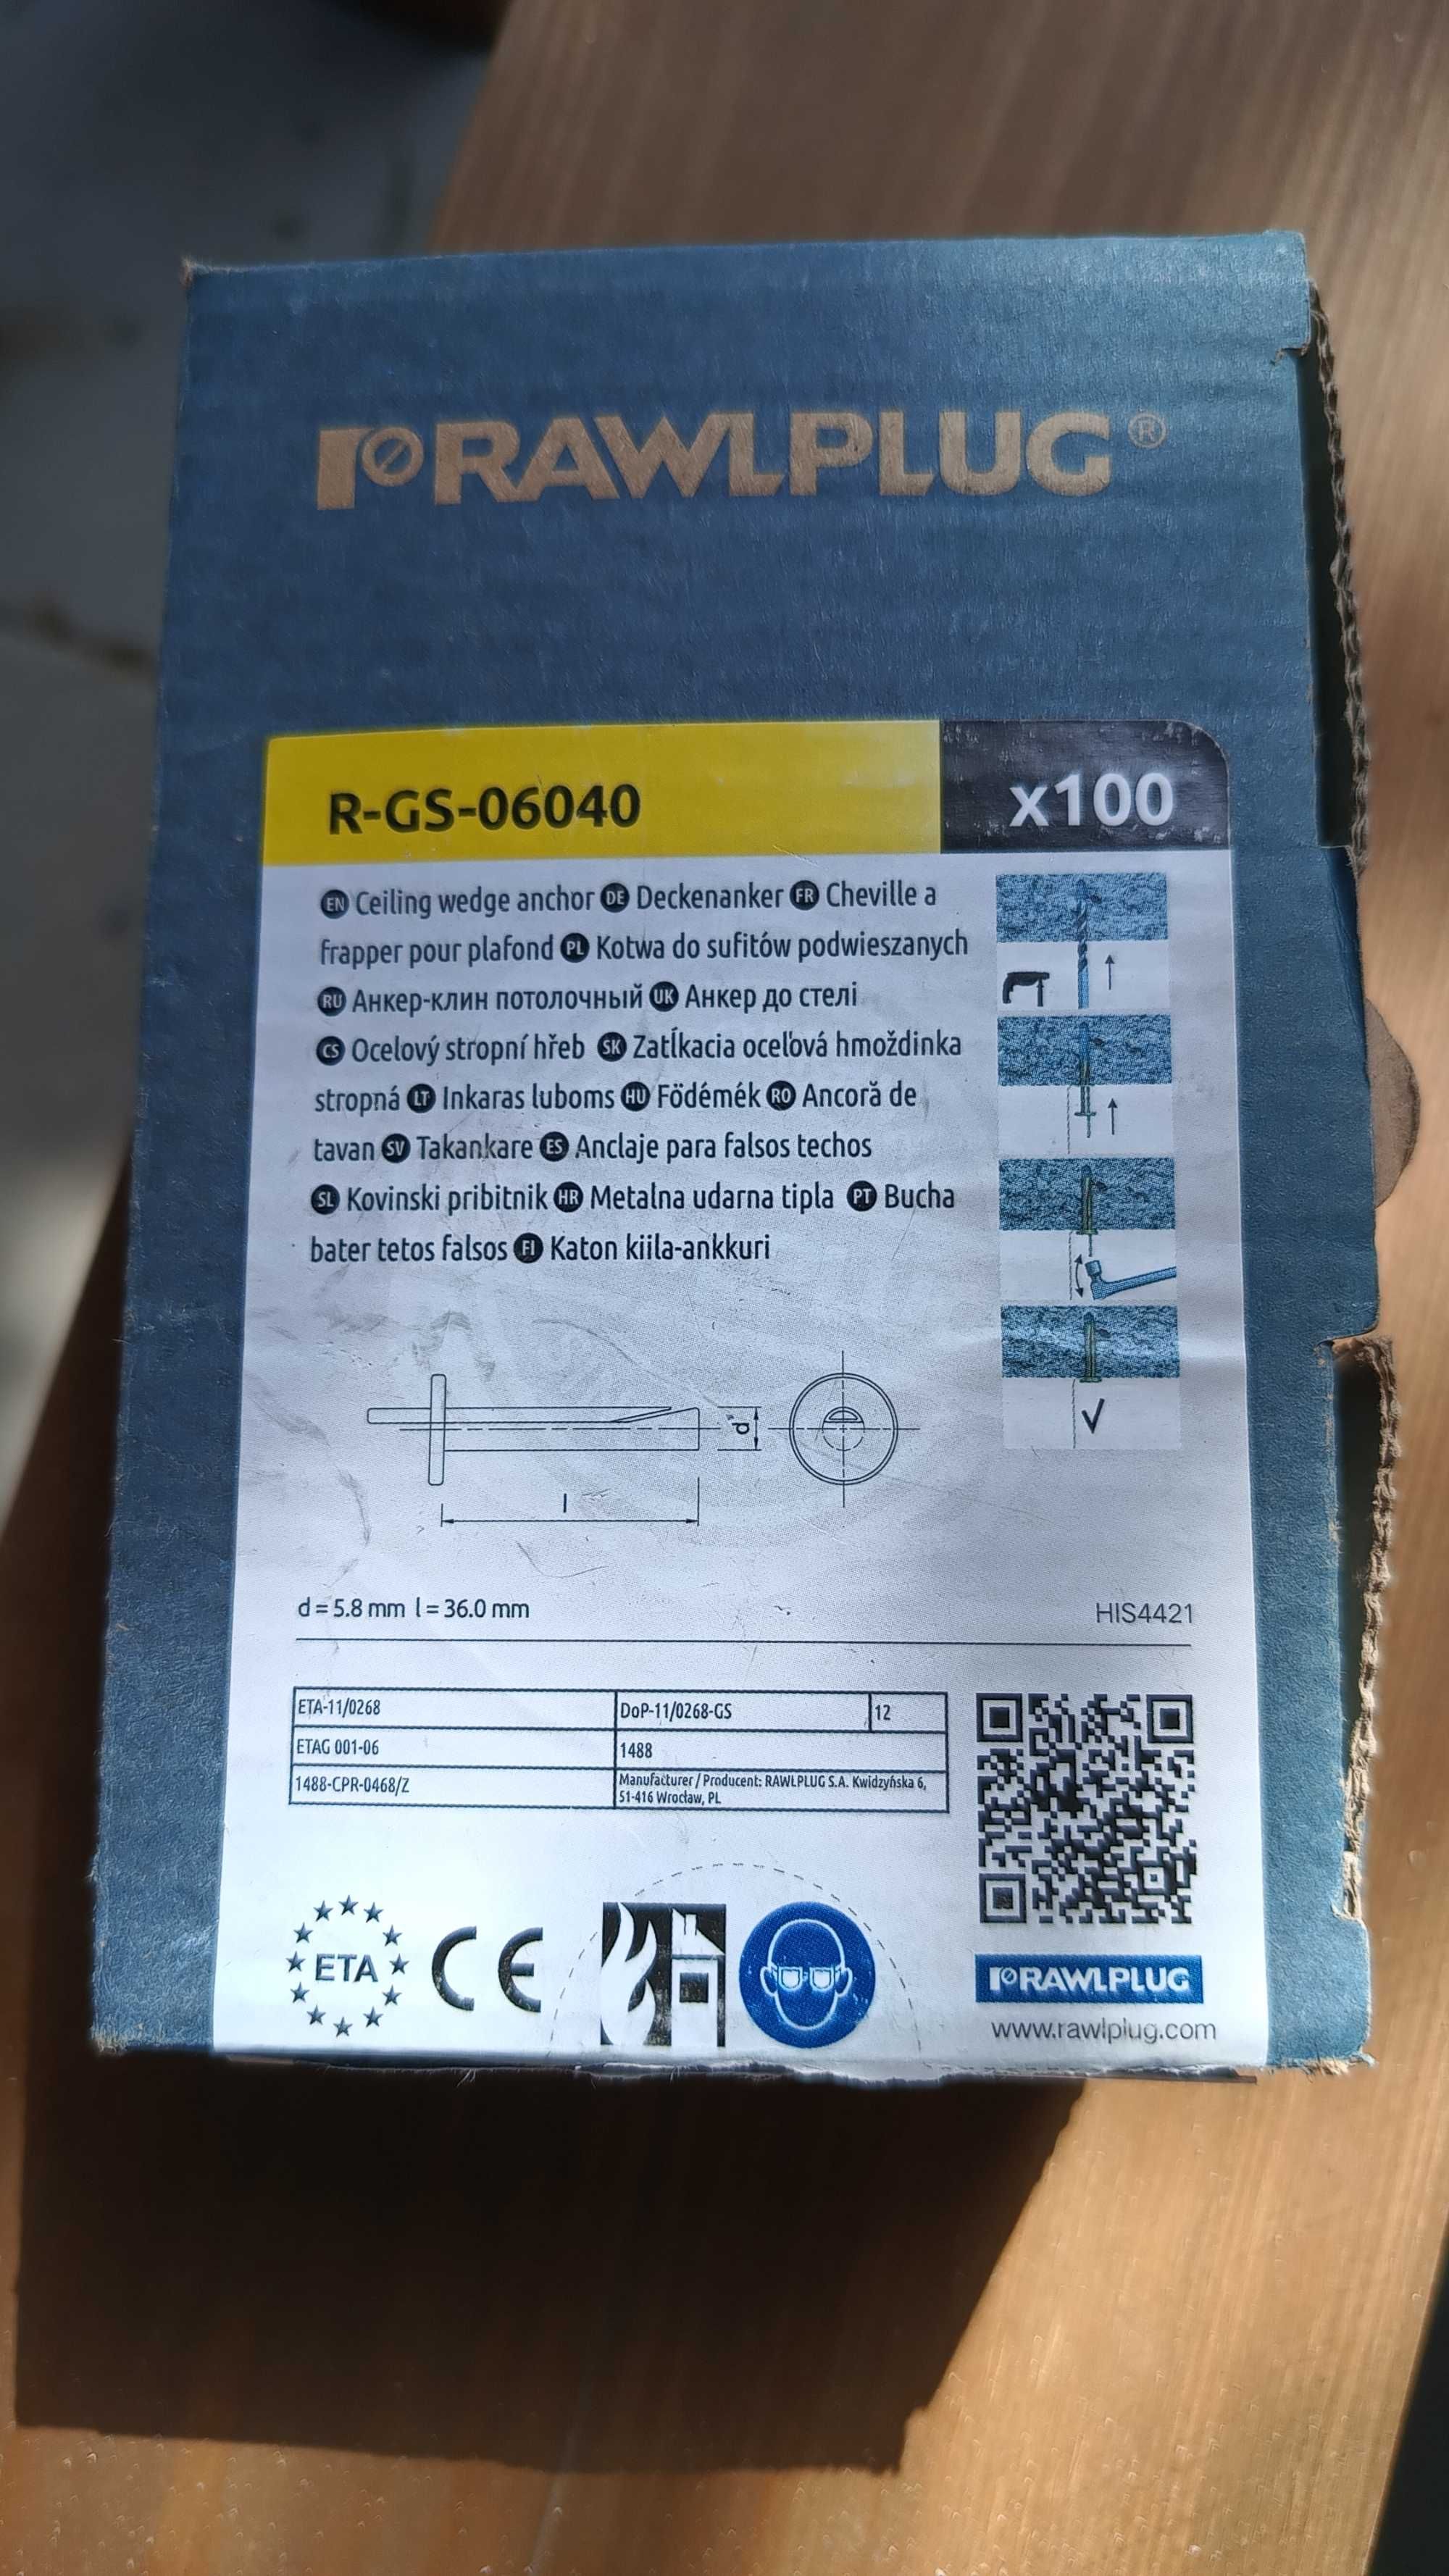 RAWLPLUG®
R-GS-06040
x100
EN Ceiling wedge anchor DE Deckenanker FR Cheville a
frapper pour plafond PL Kotwa do sufitów podwieszanych
RU Анкер-клин потолочный UK Анкер до стелі
CS Ocelový stropní hřeb SK Zatĺkacia oceľová hmoždinka
stropná LT Inkaras luboms HU Födémék RO Ancoră de
tavan SV Takankare ES Anclaje para falsos techos
SL Kovinski pribitnik HR Metalna udarna tipla PT Bucha
bater tetos falsos FI Katon kiila-ankkuri
d
l
d = 5.8 mm l = 36.0 mm
HIS4421
ETA-11/0268
DoP-11/0268-GS
12
ETAG 001-06
1488
1488-CPR-0468/Z
Manufacturer / Producent: RAWLPLUG S.A. Kwidzyńska 6,
51-416 Wrocław, PL
ETA
CE
RAWLPLUG
www.rawlplug.com